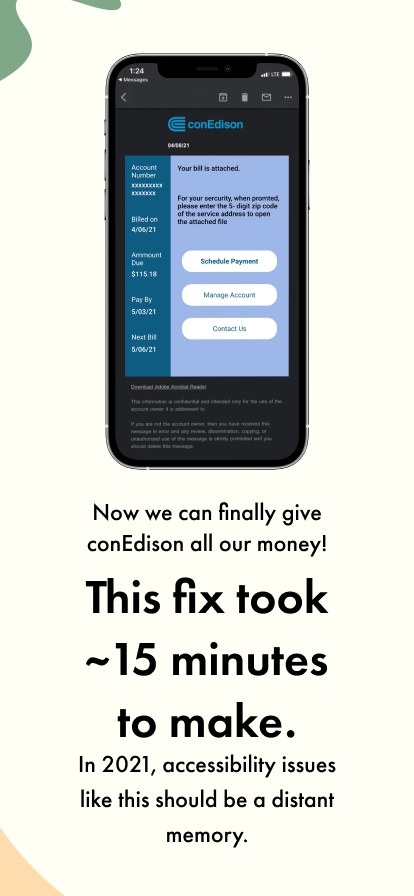 1:24
LTE
Messages
conEdison
04/08/21
Account
Number
xxxxxxxxx
xxxxxxx
Billed on
4/06/21
Ammount
Due
$115.18
Pay By
5/03/21
Next Bill
5/06/21
Your bill is attached.
For your sercurity, when promted,
please enter the 5- digit zip code
of the service address to open
the attached file
Schedule Payment
Manage Account
Contact Us
Download Adobe Acrobat Reader
This information is confidential and intended only for the use of the
account owner it is addressed to.
If you are not the account owner, then you have received this
message in error and any review, dissemination, copying, or
unauthorized use of this message is strictly prohibited and you
should delete this message.
Now we can finally give
conEdison all our money!
This fix took
~15 minutes
to make.
In 2021, accessibility issues
like this should be a distant
memory.